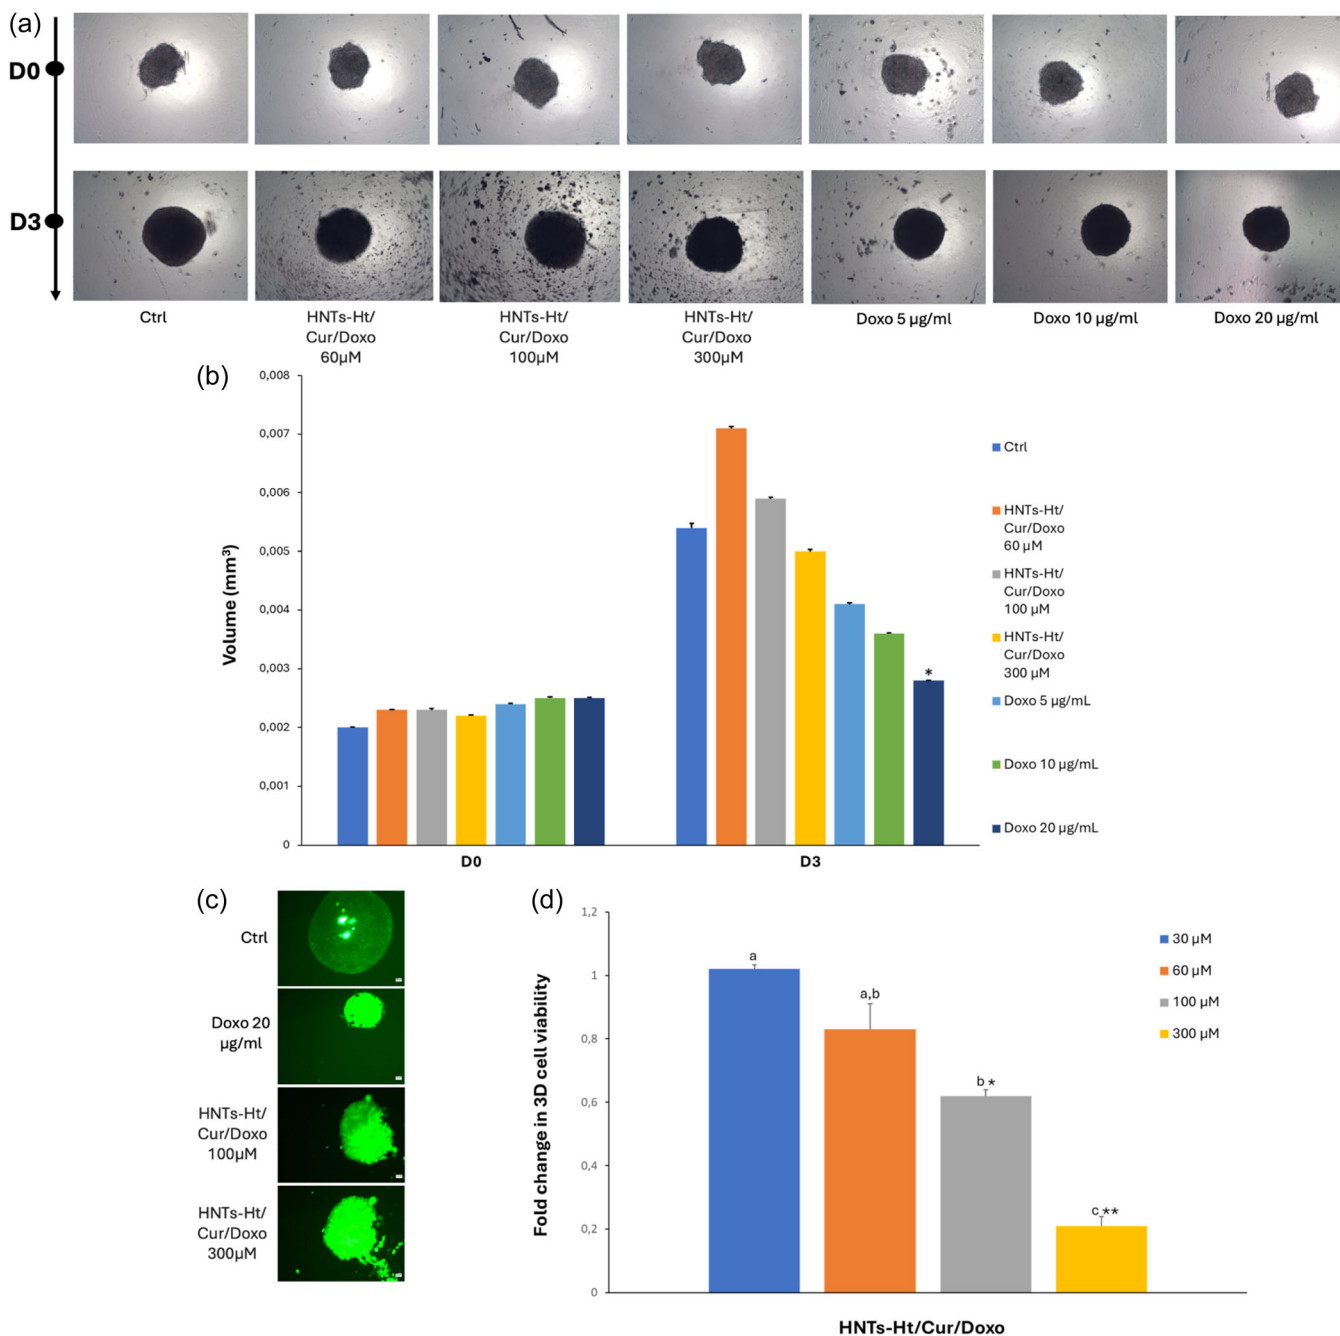 (a)
D0
D3
Ctrl
HNTs-Ht/
Cur/Doxo
60µM
HNTs-Ht/
Cur/Doxo
100µM
HNTs-Ht/
Cur/Doxo
300µM
Doxo 5 µg/ml
Doxo 10 µg/ml
Doxo 20 µg/ml
(b)
0,008
0,007
0,006
0,005
0,004
0,003
0,002
0,001
0
Volume (mm³)
*
D0
D3
Ctrl
HNTs-Ht/
Cur/Doxo
60 µM
HNTs-Ht/
Cur/Doxo
100 µM
HNTs-Ht/
Cur/Doxo
300 µM
Doxo 5 µg/mL
Doxo 10 µg/mL
Doxo 20 µg/mL
(c)
Ctrl
Doxo 20
µg/ml
HNTs-Ht/
Cur/Doxo
100µM
HNTs-Ht/
Cur/Doxo
300µM
(d)
1,2
1
0,8
0,6
0,4
0,2
0
Fold change in 3D cell viability
a
a,b
b *
c **
HNTs-Ht/Cur/Doxo
30 µM
60 µM
100 µM
300 µM